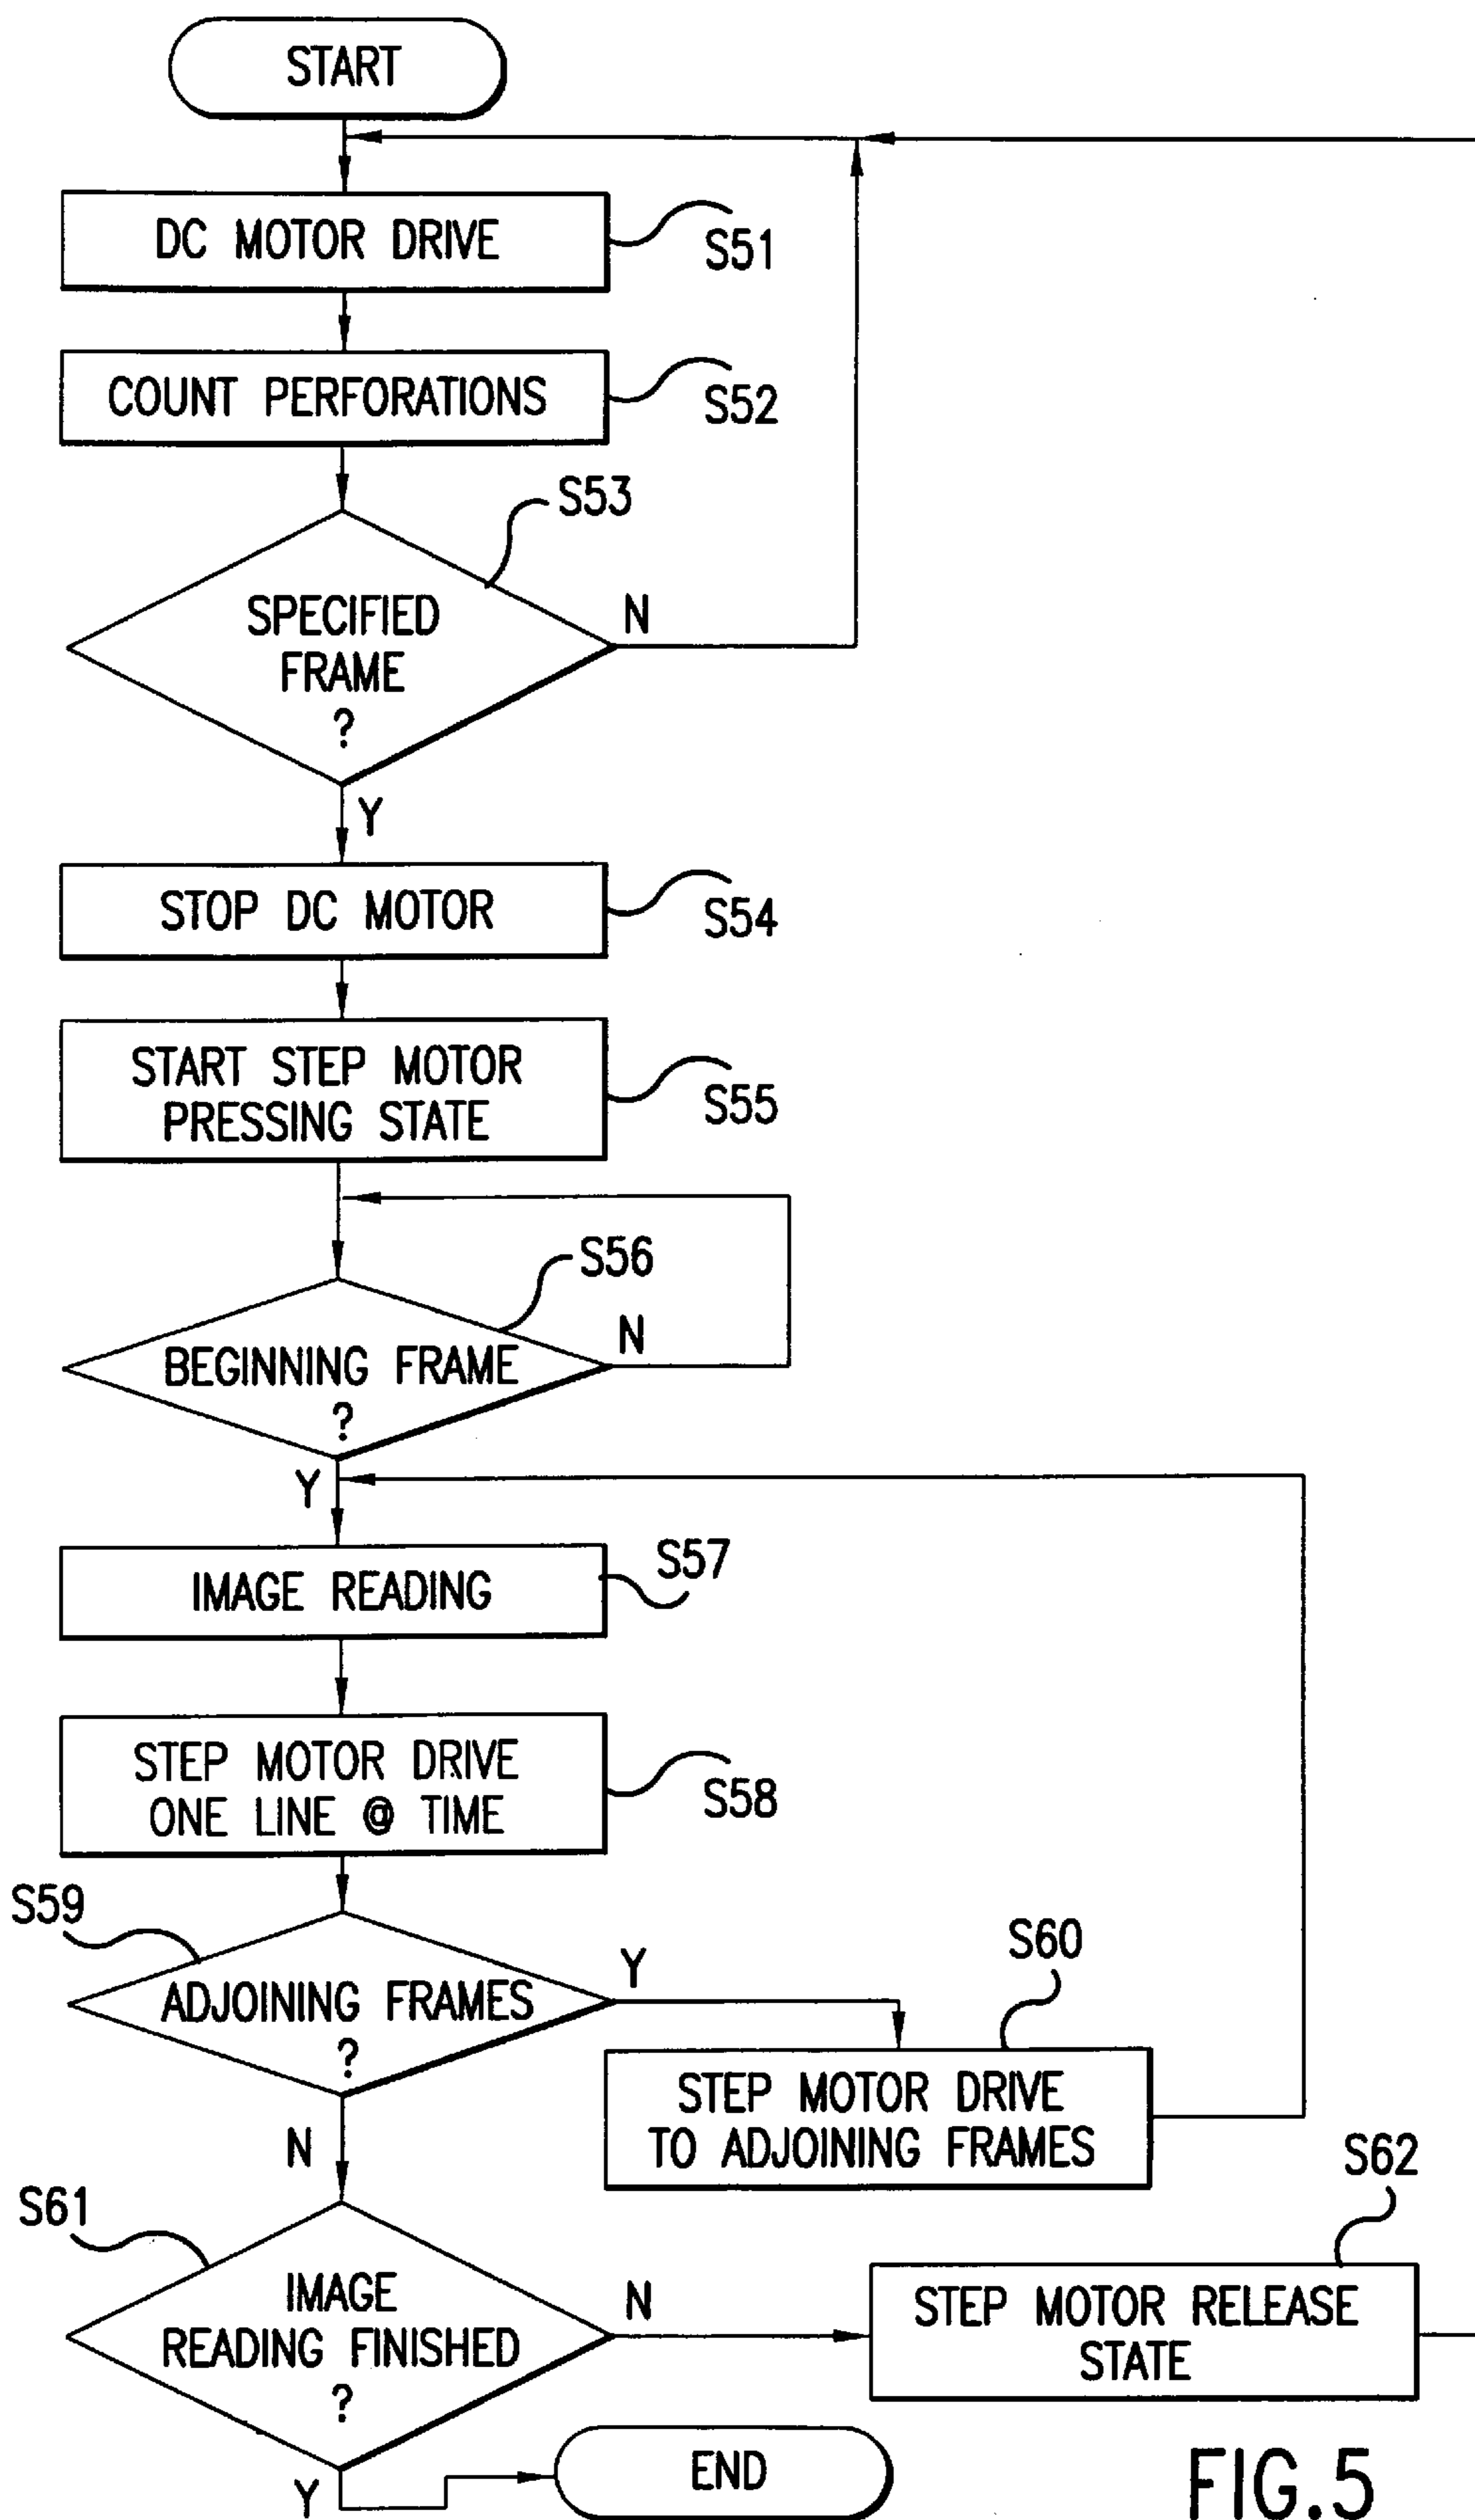 START
DC MOTOR DRIVE
S51
COUNT PERFORATIONS
S52
S53
SPECIFIED
FRAME
?
N
Y
STOP DC MOTOR
S54
START STEP MOTOR
PRESSING STATE
S55
S56
BEGINNING FRAME
?
N
Y
IMAGE READING
S57
STEP MOTOR DRIVE
ONE LINE @ TIME
S58
S59
ADJOINING FRAMES
?
Y
S60
STEP MOTOR DRIVE
TO ADJOINING FRAMES
N
S61
IMAGE
READING FINISHED
?
N
S62
STEP MOTOR RELEASE
STATE
Y
END
FIG.5